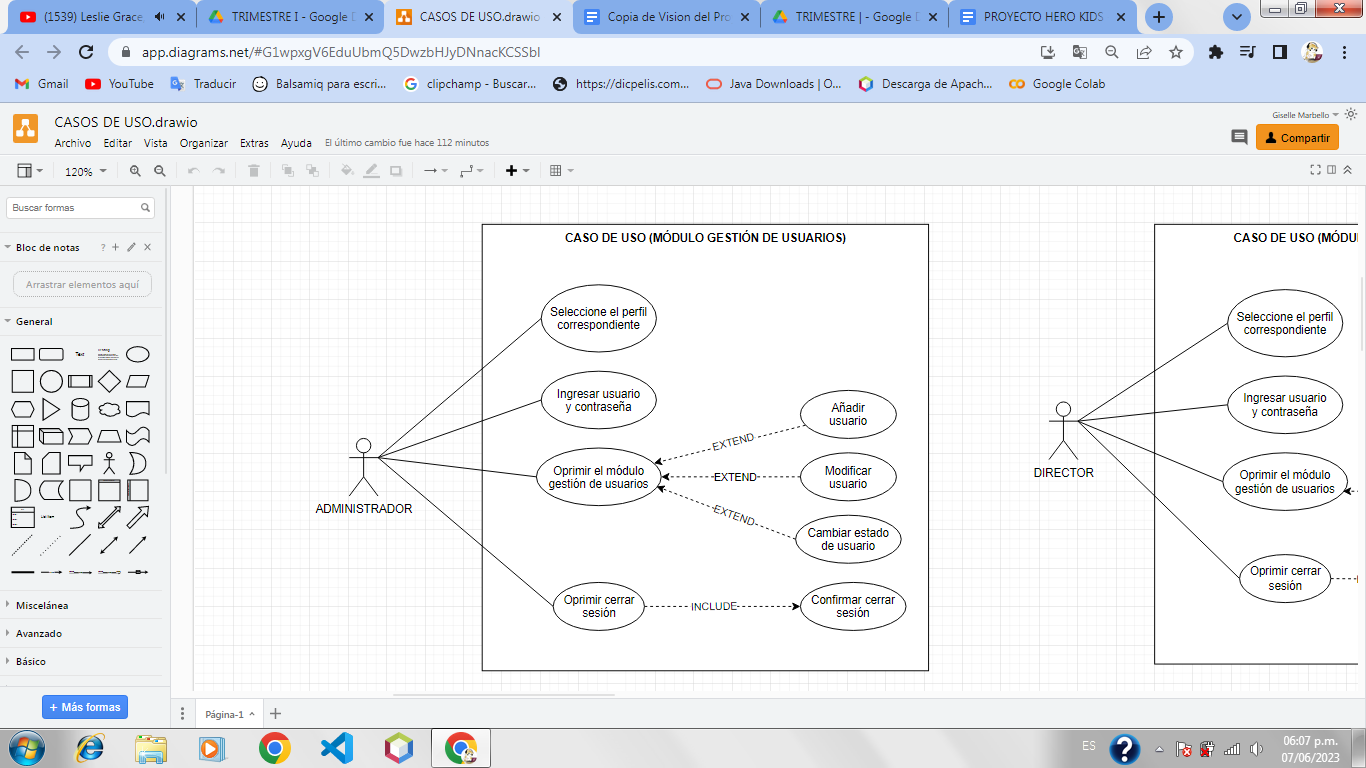 (1539) Leslie Grace,
TRIMESTRE I - Google D
CASOS DE USO.drawio
Copia de Vision del Pro
TRIMESTRE | - Google D
PROYECTO HERO KIDS
app.diagrams.net/#G1wpxgV6EduUbmQ5DwzbHJyDNnacKCSSbI
Gmail
YouTube
Traducir
Balsamiq para escri...
clipchamp - Buscar...
https://dicpelis.com...
Java Downloads | O...
Descarga de Apach...
Google Colab
CASOS DE USO.drawio
Giselle Marbello
Archivo Editar Vista Organizar Extras Ayuda El último cambio fue hace 112 minutos
Compartir
120%
Buscar formas
Bloc de notas
Arrastrar elementos aquí
General
Text
Miscelánea
Avanzado
Básico
+ Más formas
CASO DE USO (MÓDULO GESTIÓN DE USUARIOS)
Seleccione el perfil
correspondiente
Ingresar usuario
y contraseña
Oprimir el módulo
gestión de usuarios
Oprimir cerrar
sesión
ADMINISTRADOR
EXTEND
EXTEND
EXTEND
INCLUDE
Añadir
usuario
Modificar
usuario
Cambiar estado
de usuario
Confirmar cerrar
sesión
CASO DE USO (MÓDUL
Seleccione el perfil
correspondiente
Ingresar usuario
y contraseña
Oprimir el módulo
gestión de usuarios
Oprimir cerrar
sesión
DIRECTOR
Página-1
ES
06:07 p.m.
07/06/2023